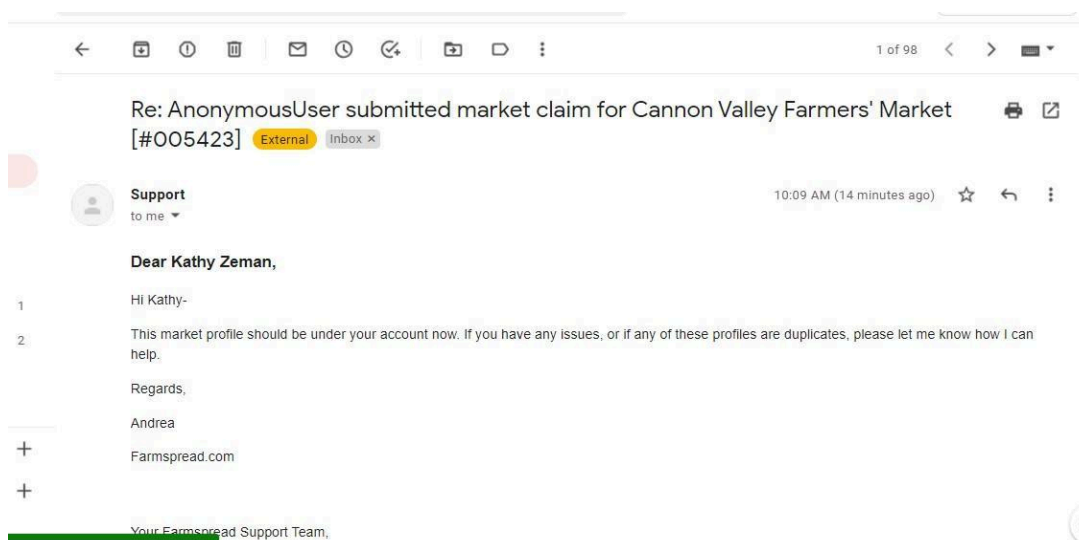 1 of 98
Re: AnonymousUser submitted market claim for Cannon Valley Farmers' Market
[#005423] External Inbox ×
Support
10:09 AM (14 minutes ago)
to me
Dear Kathy Zeman,
Hi Kathy-
1
This market profile should be under your account now. If you have any issues, or if any of these profiles are duplicates, please let me know how I can
2
help.
Regards,
Andrea
Farmspread.com
Your Farmspread Support Team,